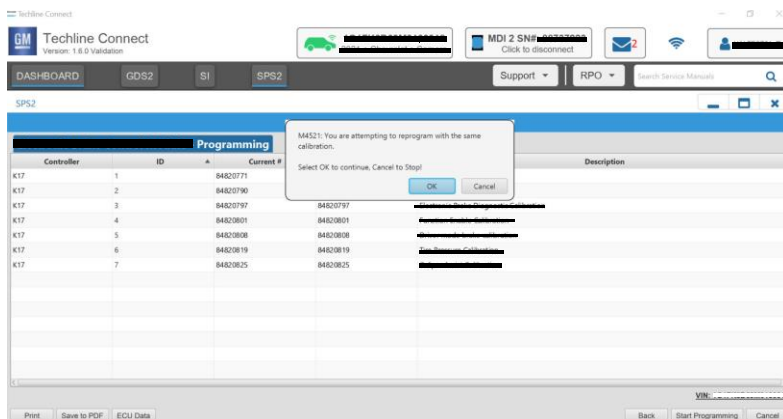 Techline Connect
GM Techline Connect
Version: 1.6.0 Validation
MDI 2 SN#:
Click to disconnect
2
DASHBOARD GDS2 SI SPS2 Support RPO Search Service Manuals
SPS2
Programming
M4521: You are attempting to reprogram with the same
calibration.
Select OK to continue, Cancel to Stop!
OK Cancel
Controller ID Current # Description
K17 1 84820771
K17 2 84820790
K17 3 84820797 84820797
K17 4 84820801 84820801
K17 5 84820808 84820808
K17 6 84820819 84820819 Tire Pressure Calibration
K17 7 84820825 84820825
VIN:
Print Save to PDF ECU Data Back Start Programming Cancel